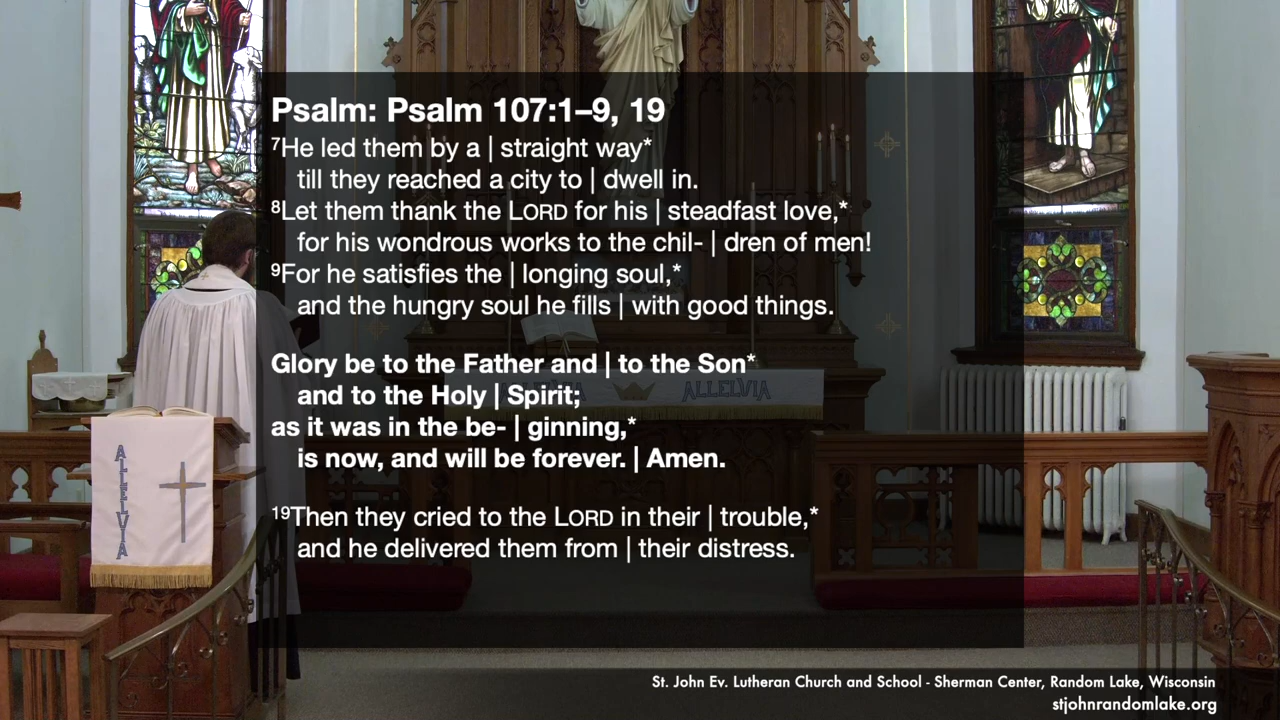 Psalm: Psalm 107:1–9, 19
⁷He led them by a | straight way*
till they reached a city to | dwell in.
⁸Let them thank the LORD for his | steadfast love,*
for his wondrous works to the chil- | dren of men!
⁹For he satisfies the | longing soul,*
and the hungry soul he fills | with good things.
Glory be to the Father and | to the Son*
and to the Holy | Spirit;
as it was in the be- | ginning,*
is now, and will be forever. | Amen.
¹⁹Then they cried to the LORD in their | trouble,*
and he delivered them from | their distress.
ALLELVIA
ALLELVIA
St. John Ev. Lutheran Church and School - Sherman Center, Random Lake, Wisconsin
stjohnrandomlake.org